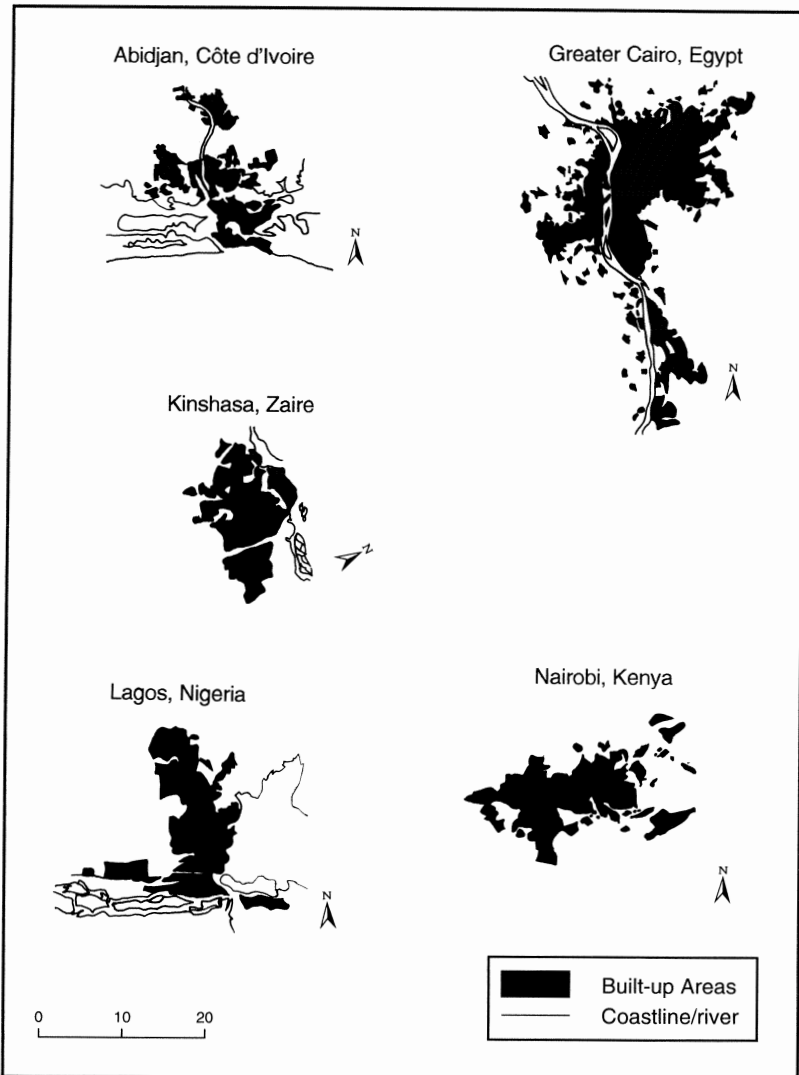 Abidjan, Côte d'Ivoire
Greater Cairo, Egypt
N
N
Kinshasa, Zaire
N
Lagos, Nigeria
Nairobi, Kenya
N
N
Built-up Areas
Coastline/river
0 10 20